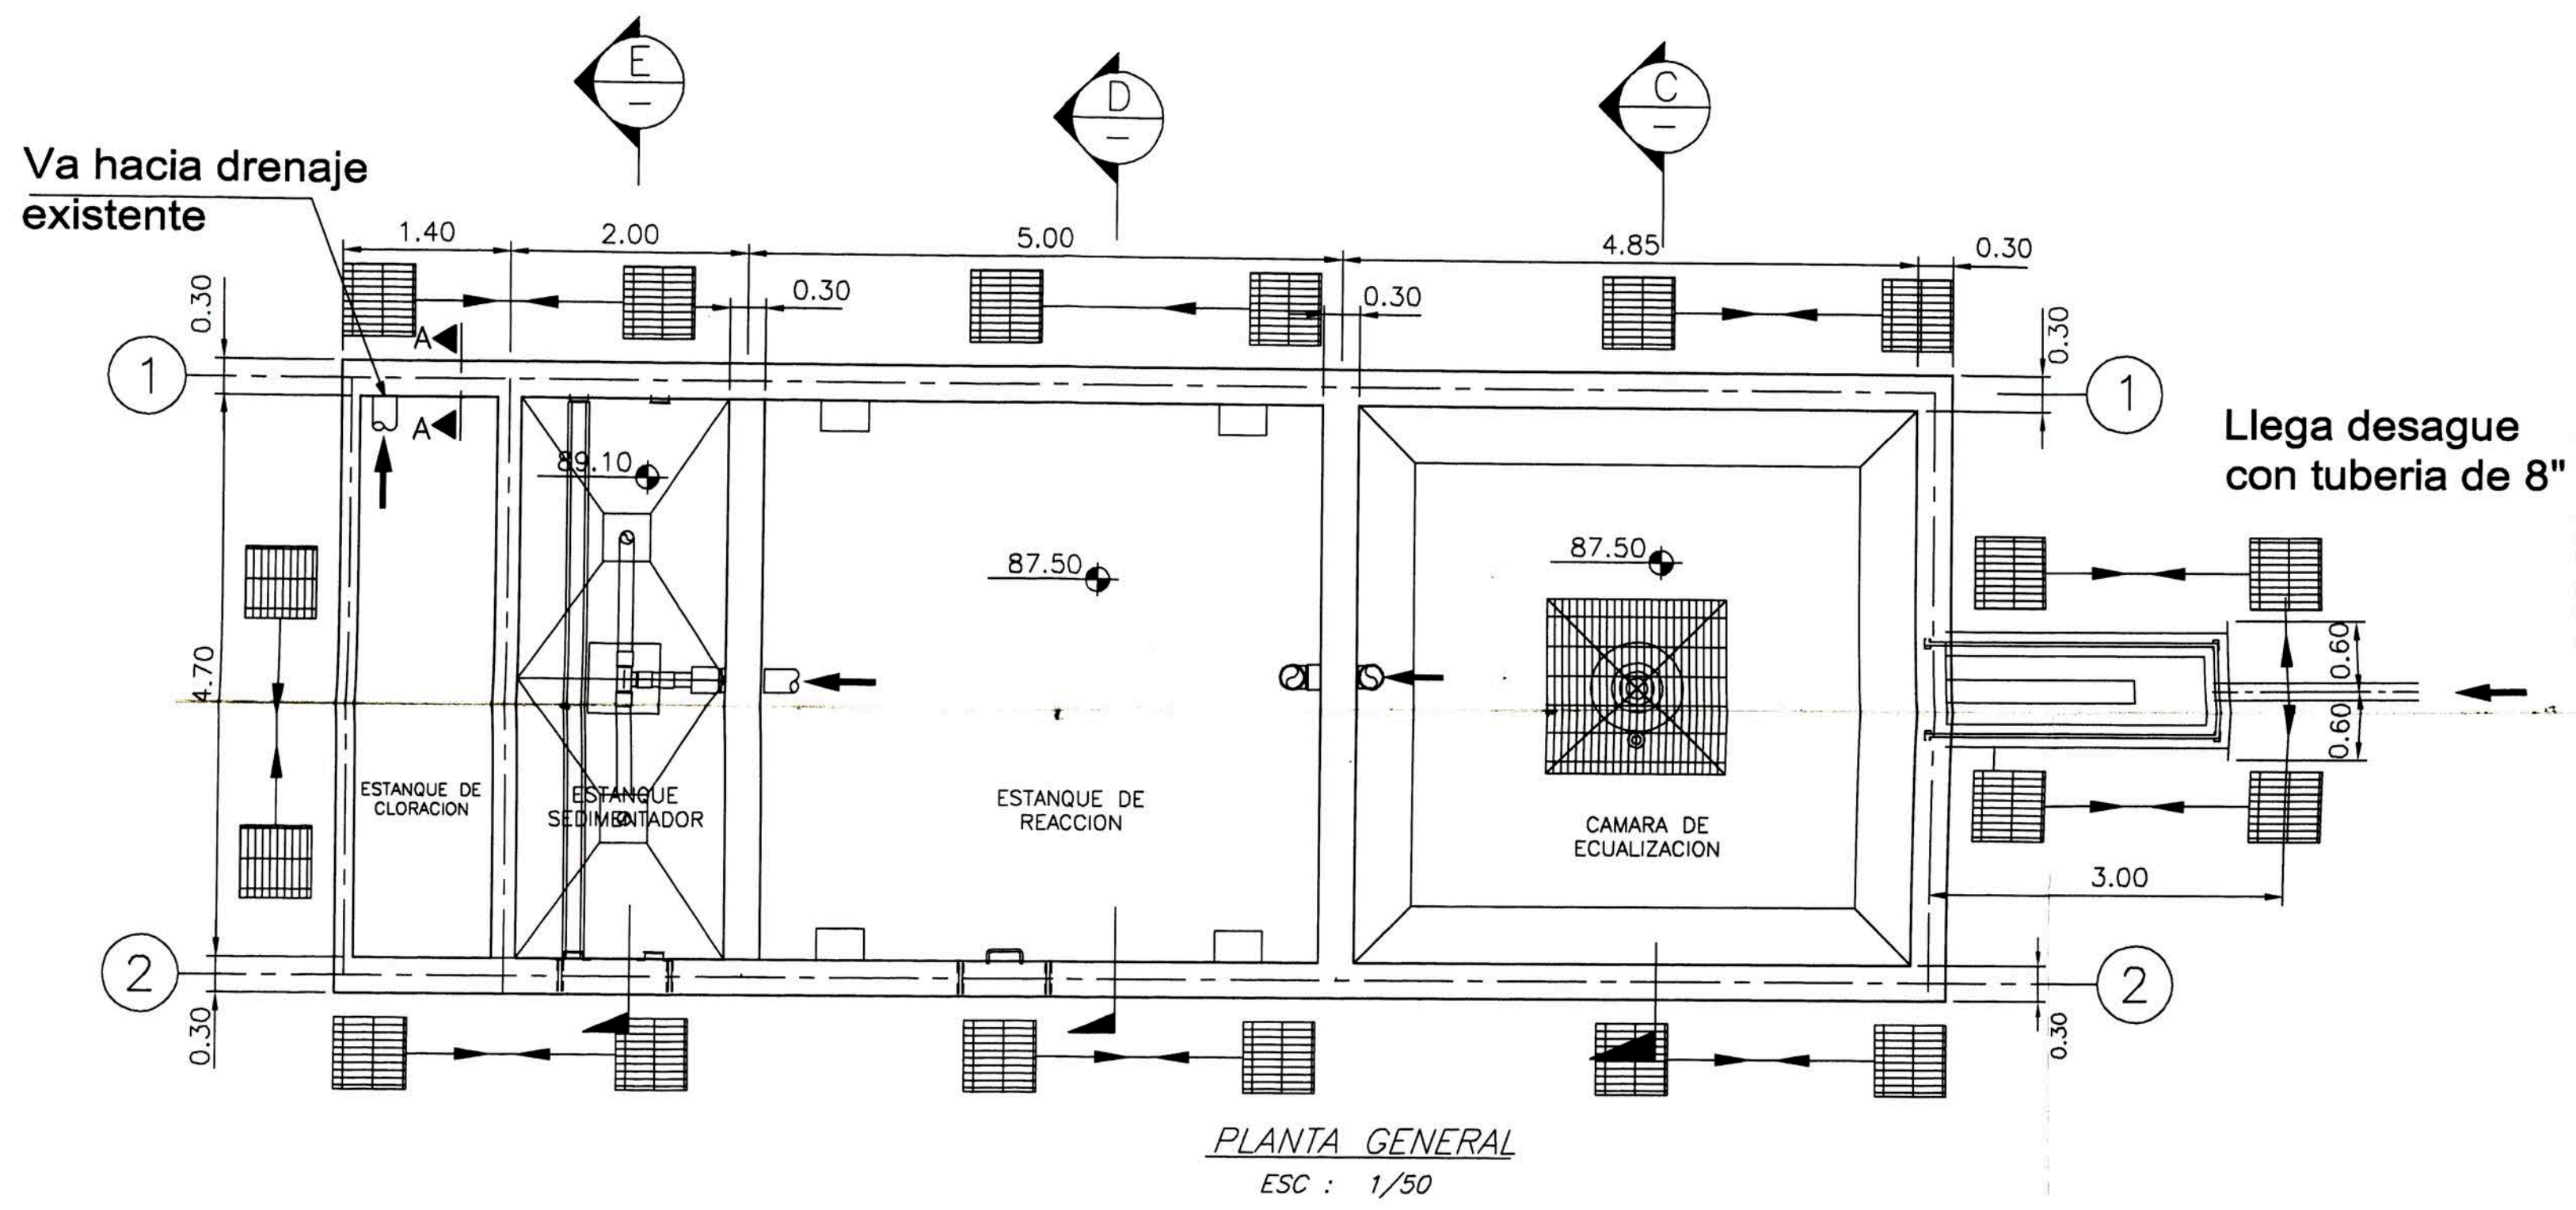 E
–
D
–
C
–
Va hacia drenaje
existente
1.40
2.00
5.00
4.85
0.30
0.30
0.30
0.30
0.30
A
A
1
1
Llega desague
con tuberia de 8"
89.10
87.50
87.50
4.70
0.60
0.60
ESTANQUE DE
CLORACION
ESTANQUE
SEDIMENTADOR
ESTANQUE DE
REACCION
CAMARA DE
ECUALIZACION
3.00
2
2
0.30
0.30
PLANTA GENERAL
ESC : 1/50